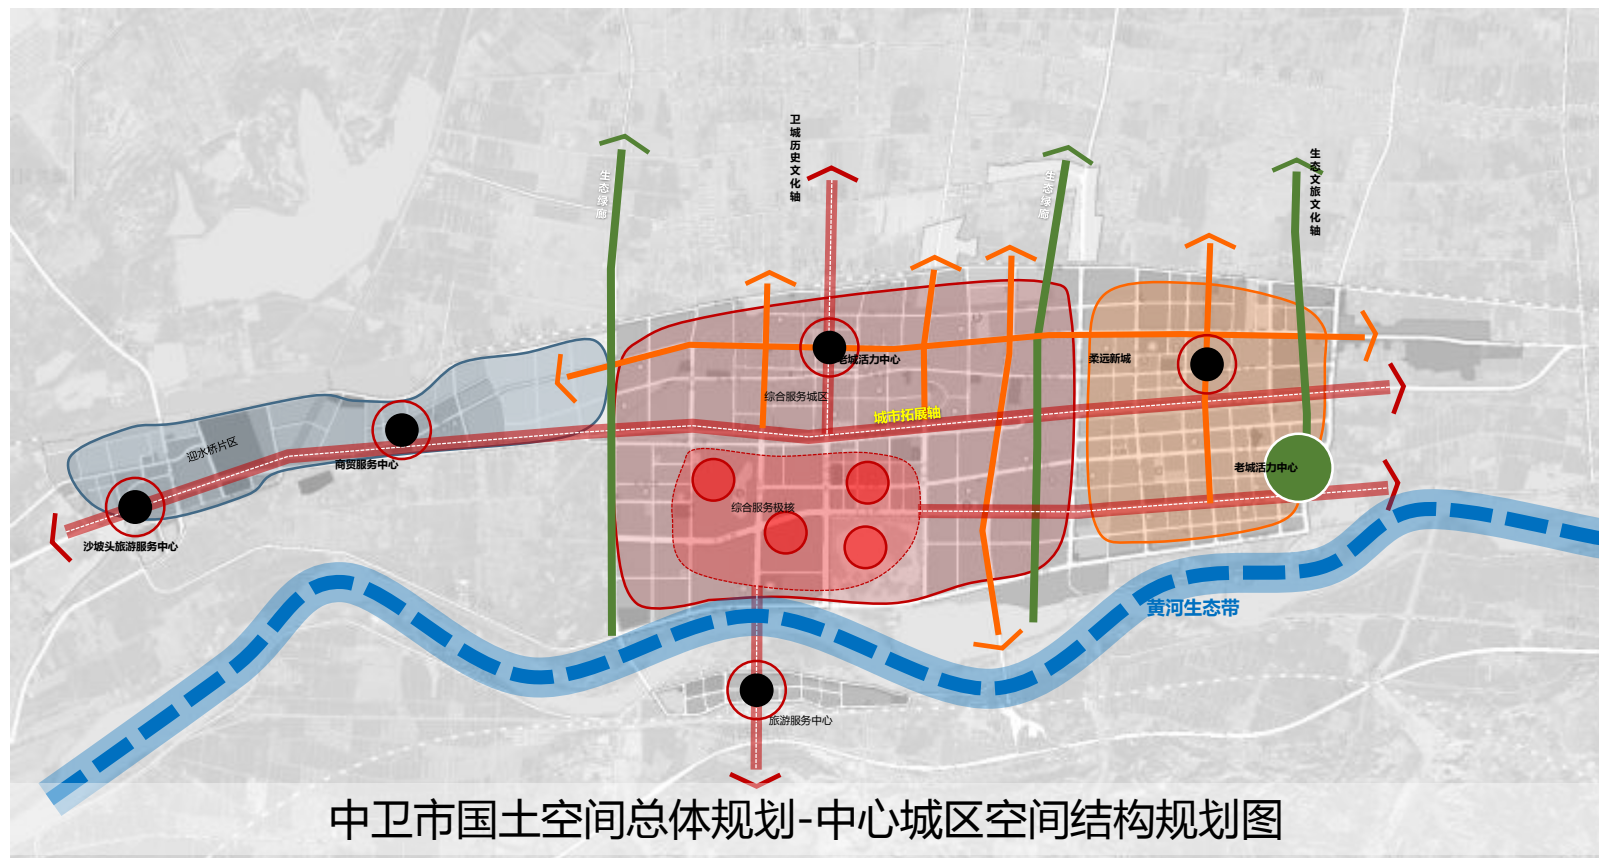 卫城历史文化轴
生态文旅文化轴
生态绿廊
生态绿廊
老城活力中心
柔远新城
综合服务城区
城市拓展轴
迎水桥片区
商贸服务中心
老城活力中心
综合服务极核
沙坡头旅游服务中心
黄河生态带
旅游服务中心
中卫市国土空间总体规划-中心城区空间结构规划图